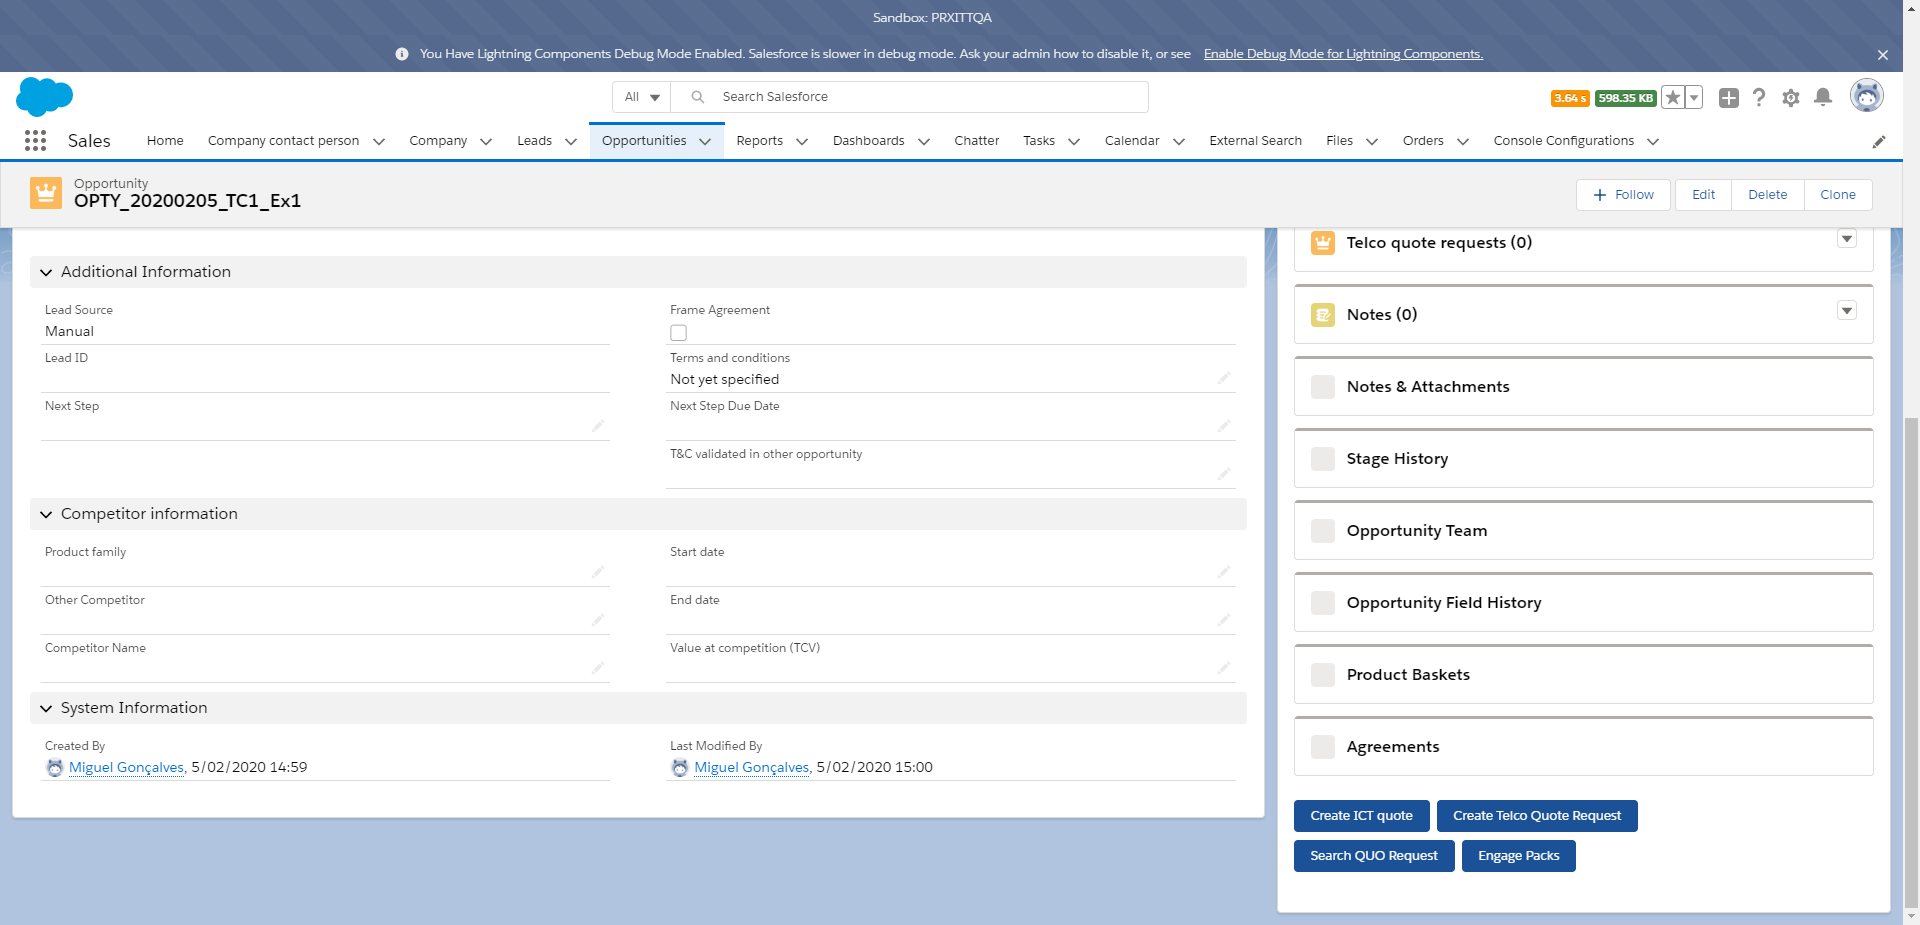 Sandbox: PRXITTQA
You Have Lightning Components Debug Mode Enabled. Salesforce is slower in debug mode. Ask your admin how to disable it, or see Enable Debug Mode for Lightning Components.
All Search Salesforce
3.64 s 598.35 KB
Sales Home Company contact person Company Leads Opportunities Reports Dashboards Chatter Tasks Calendar External Search Files Orders Console Configurations
Opportunity
OPTY_20200205_TC1_Ex1
Follow Edit Delete Clone
Additional Information
Lead Source
Manual
Frame Agreement
Lead ID
Terms and conditions
Not yet specified
Next Step
Next Step Due Date
T&C validated in other opportunity
Competitor information
Product family
Start date
Other Competitor
End date
Competitor Name
Value at competition (TCV)
System Information
Created By
Miguel Gonçalves, 5/02/2020 14:59
Last Modified By
Miguel Gonçalves, 5/02/2020 15:00
Telco quote requests (0)
Notes (0)
Notes & Attachments
Stage History
Opportunity Team
Opportunity Field History
Product Baskets
Agreements
Create ICT quote Create Telco Quote Request
Search QUO Request Engage Packs